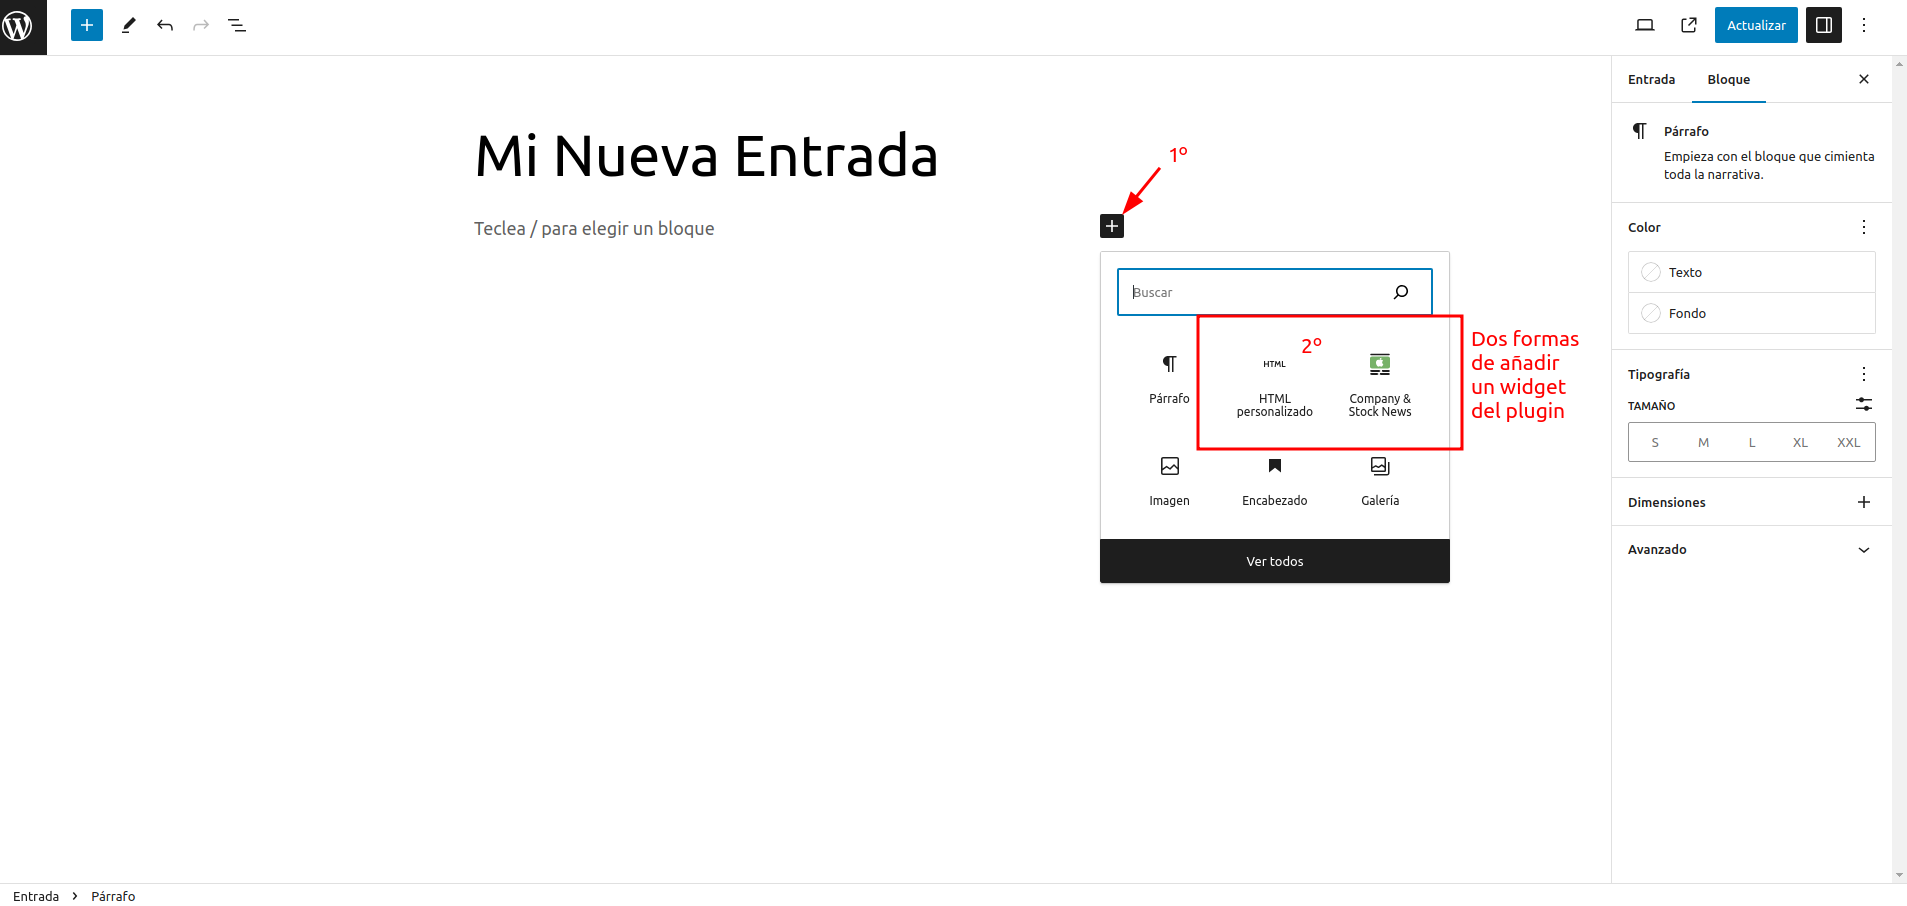 Actualizar
Entrada
Bloque
Párrafo
Empieza con el bloque que cimienta
toda la narrativa.
Mi Nueva Entrada
1º
Teclea / para elegir un bloque
Buscar
2º
Dos formas
de añadir
un widget
del plugin
HTML
Párrafo
HTML
personalizado
Company &
Stock News
Imagen
Encabezado
Galería
Ver todos
Color
Texto
Fondo
Tipografía
TAMAÑO
S M L XL XXL
Dimensiones
Avanzado
Entrada > Párrafo